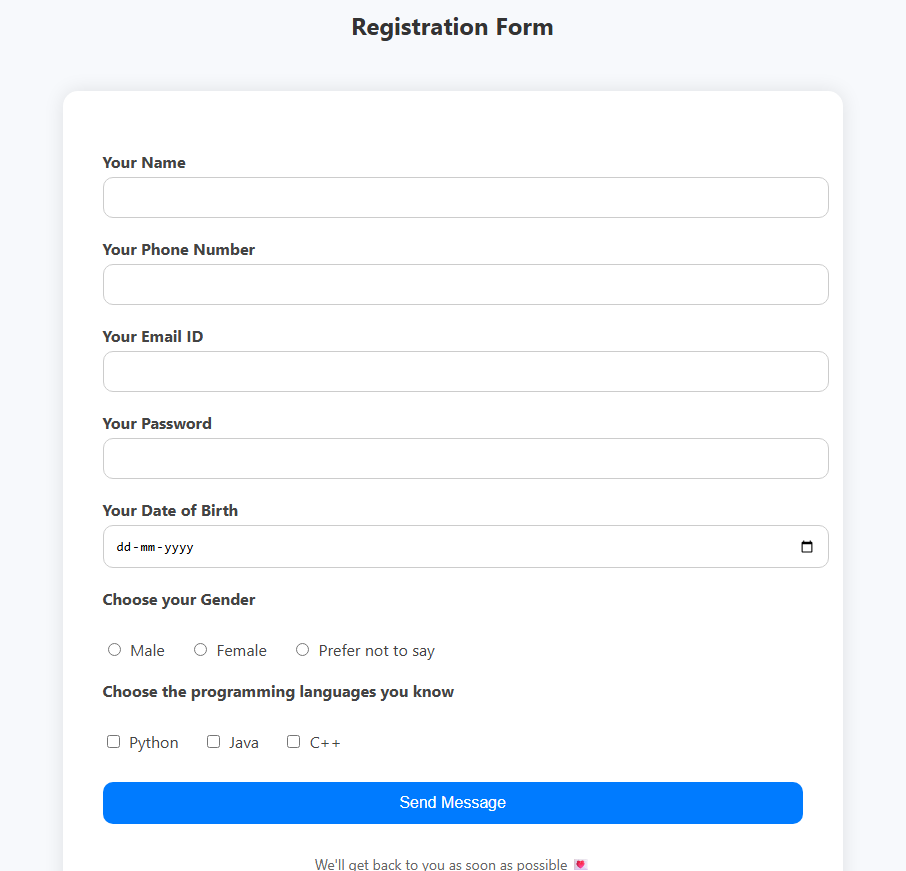 Registration Form
Your Name
Your Phone Number
Your Email ID
Your Password
Your Date of Birth
dd-mm-yyyy
Choose your Gender
Male Female Prefer not to say
Choose the programming languages you know
Python Java C++
Send Message
We'll get back to you as soon as possible 💌